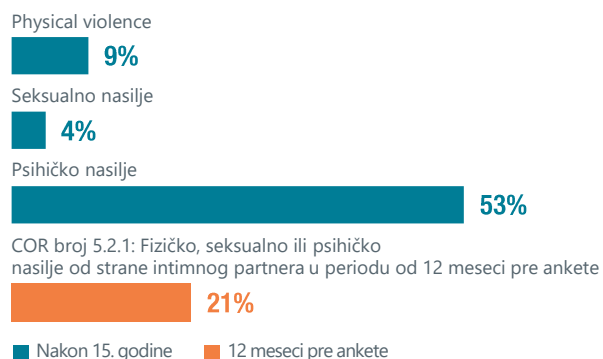 Physical violence
9%
Seksualno nasilje
4%
Psihičko nasilje
53%
COR broj 5.2.1: Fizičko, seksualno ili psihičko
nasilje od strane intimnog partnera u periodu od 12 meseci pre ankete
21%
Nakon 15. godine 12 meseci pre ankete